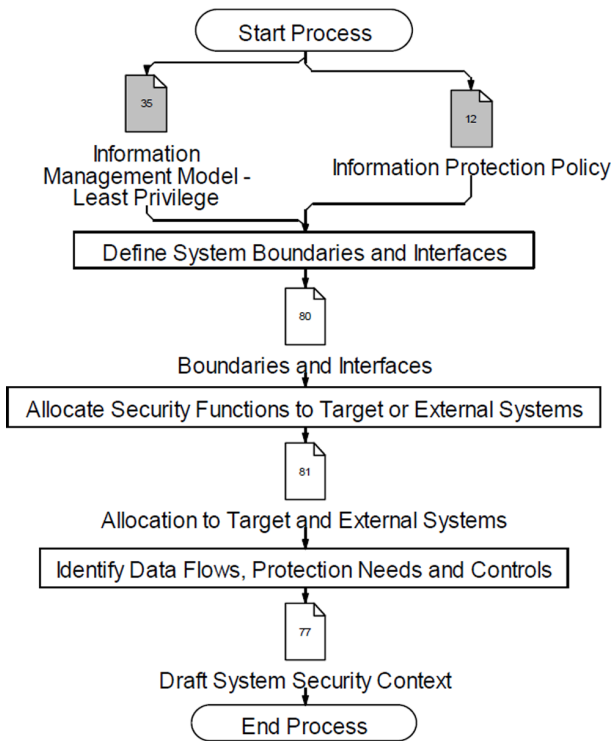 Start Process
35
12
Information
Management Model -
Least Privilege
Information Protection Policy
Define System Boundaries and Interfaces
80
Boundaries and Interfaces
Allocate Security Functions to Target or External Systems
81
Allocation to Target and External Systems
Identify Data Flows, Protection Needs and Controls
77
Draft System Security Context
End Process